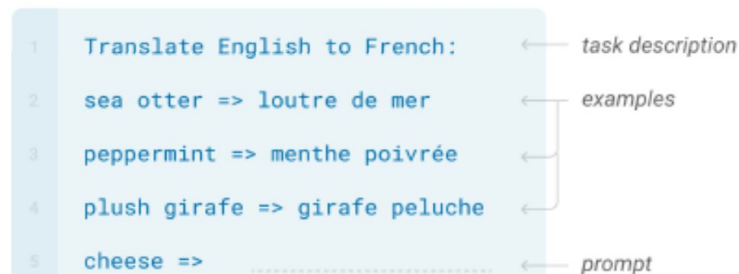 1 Translate English to French: task description
2 sea otter => loutre de mer examples
3 peppermint => menthe poivrée
4 plush girafe => girafe peluche
5 cheese => prompt